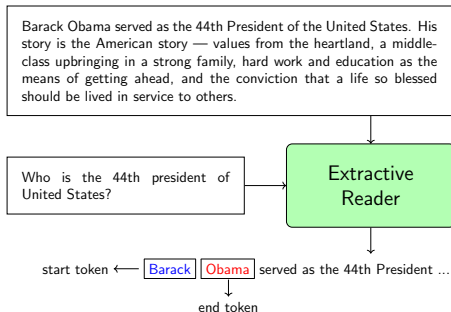 Barack Obama served as the 44th President of the United States. His
story is the American story — values from the heartland, a middle-
class upbringing in a strong family, hard work and education as the
means of getting ahead, and the conviction that a life so blessed
should be lived in service to others.
Who is the 44th president of
United States?
Extractive
Reader
start token Barack Obama served as the 44th President ...
end token